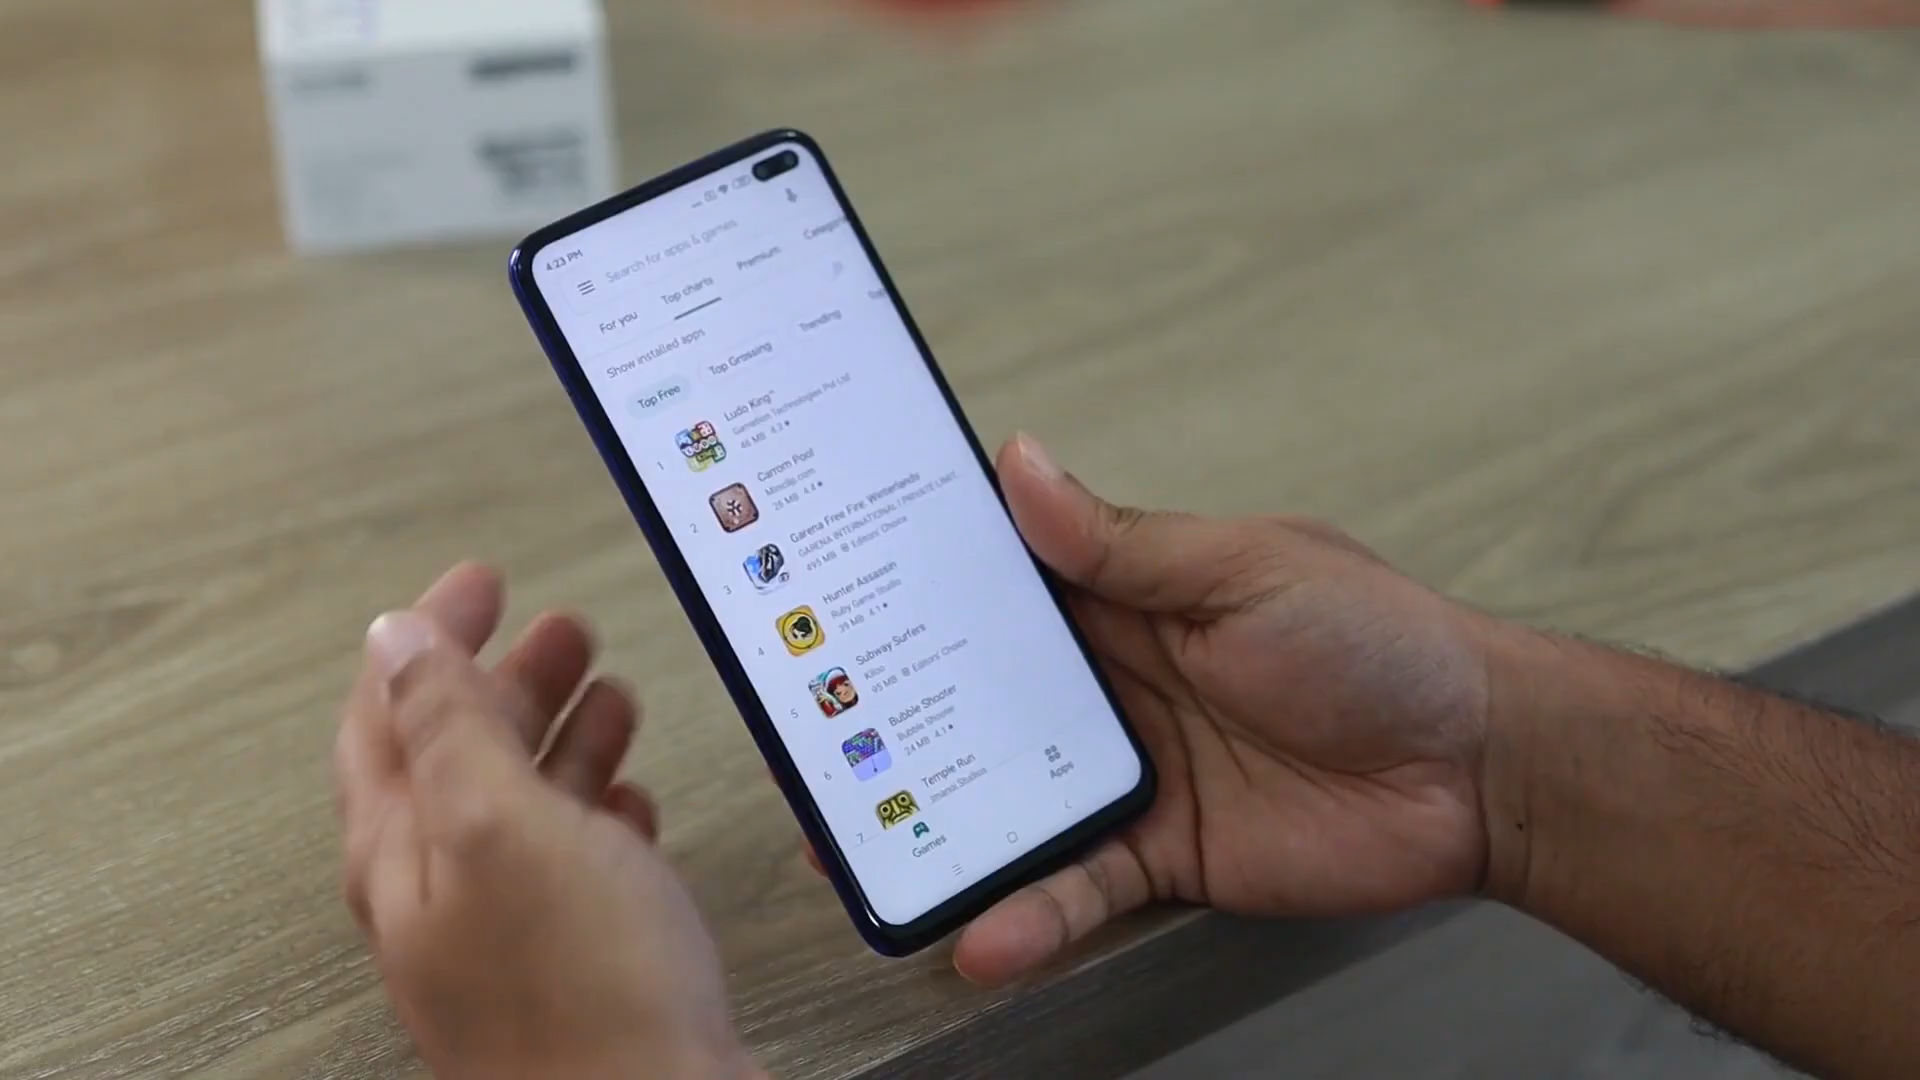 4:23 PM
Search for apps & games
For you
Top charts
Premium
Show installed apps
Top Free
Top Grossing
Trending
1
Ludo King™
Gametion Technologies Pvt Ltd
46 MB 4.3★
2
Carrom Pool
Miniclip.com
26 MB 4.4★
3
Garena Free Fire: Winterlands
GARENA INTERNATIONAL I PRIVATE LIMIT...
495 MB Editors' Choice
4
Hunter Assassin
Ruby Game Studio
39 MB 4.1★
5
Subway Surfers
Kiloo
95 MB Editors' Choice
6
Bubble Shooter
Bubble Shooter
24 MB 4.1★
7
Temple Run
Imangi Studios
Games
Apps